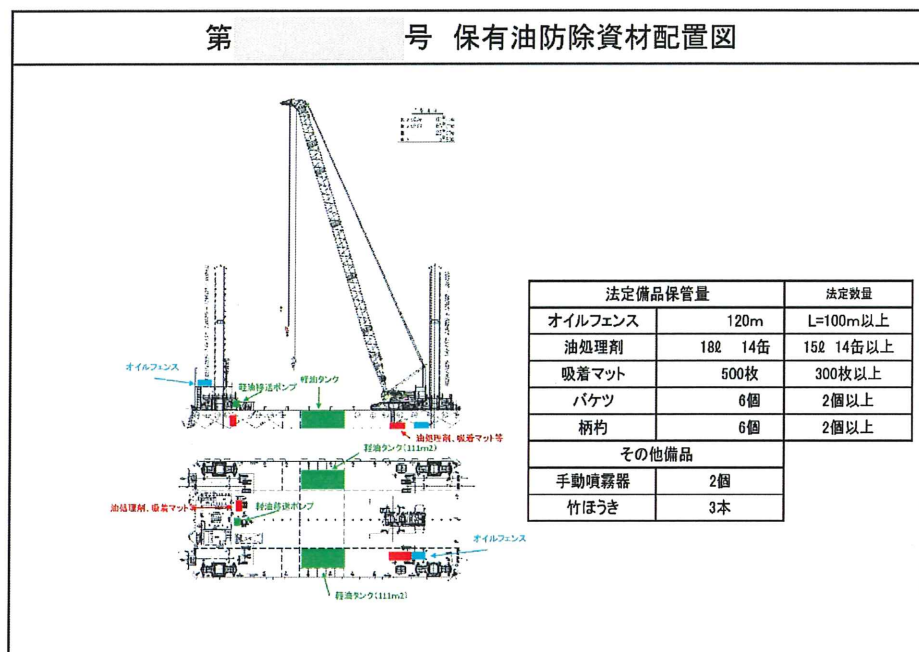 第 号 保有油防除資材配置図
オイルフェンス
軽油移送ポンプ
軽油タンク
油処理剤、吸着マット等
軽油タンク(111m2)
油処理剤、吸着マット
軽油移送ポンプ
オイルフェンス
軽油タンク(111m2)
法定備品保管量 法定数量
オイルフェンス 120m L=100m以上
油処理剤 18ℓ 14缶 15ℓ 14缶以上
吸着マット 500枚 300枚以上
バケツ 6個 2個以上
柄杓 6個 2個以上
その他備品
手動噴霧器 2個
竹ほうき 3本